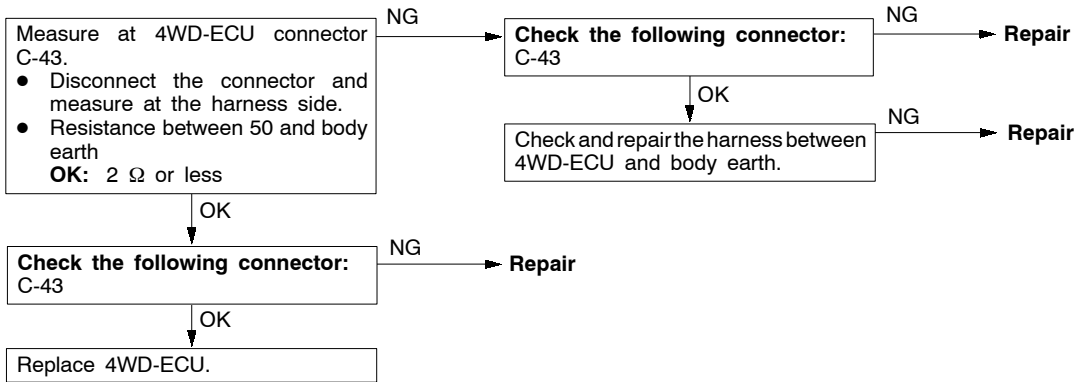 Measure at 4WD-ECU connector
C-43.
● Disconnect the connector and
measure at the harness side.
● Resistance between 50 and body
earth
OK: 2 Ω or less
NG
Check the following connector:
C-43
NG
Repair
OK
Check and repair the harness between
4WD-ECU and body earth.
NG
Repair
OK
Check the following connector:
C-43
NG
Repair
OK
Replace 4WD-ECU.